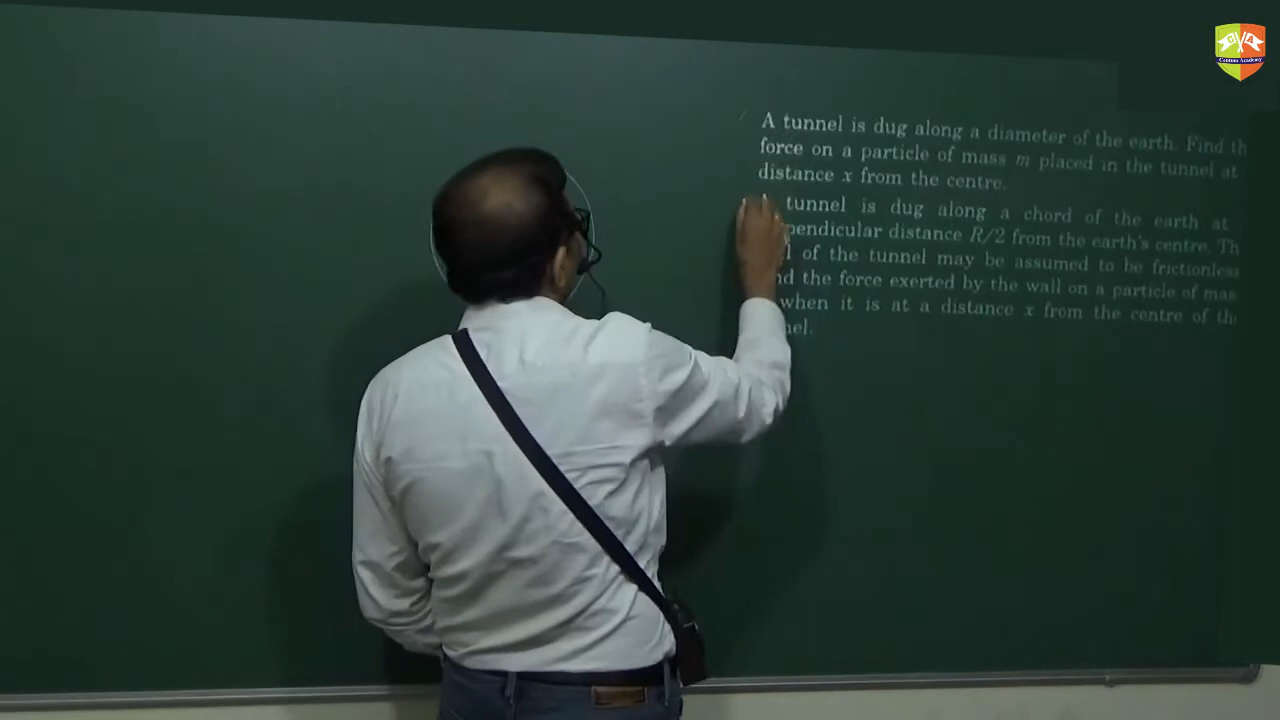 C A
Centum Academy
A tunnel is dug along a diameter of the earth. Find th
force on a particle of mass m placed in the tunnel at
distance x from the centre.
tunnel is dug along a chord of the earth at
pendicular distance R/2 from the earth's centre. Th
l of the tunnel may be assumed to be frictionless
nd the force exerted by the wall on a particle of mas
when it is at a distance x from the centre of the
nel.